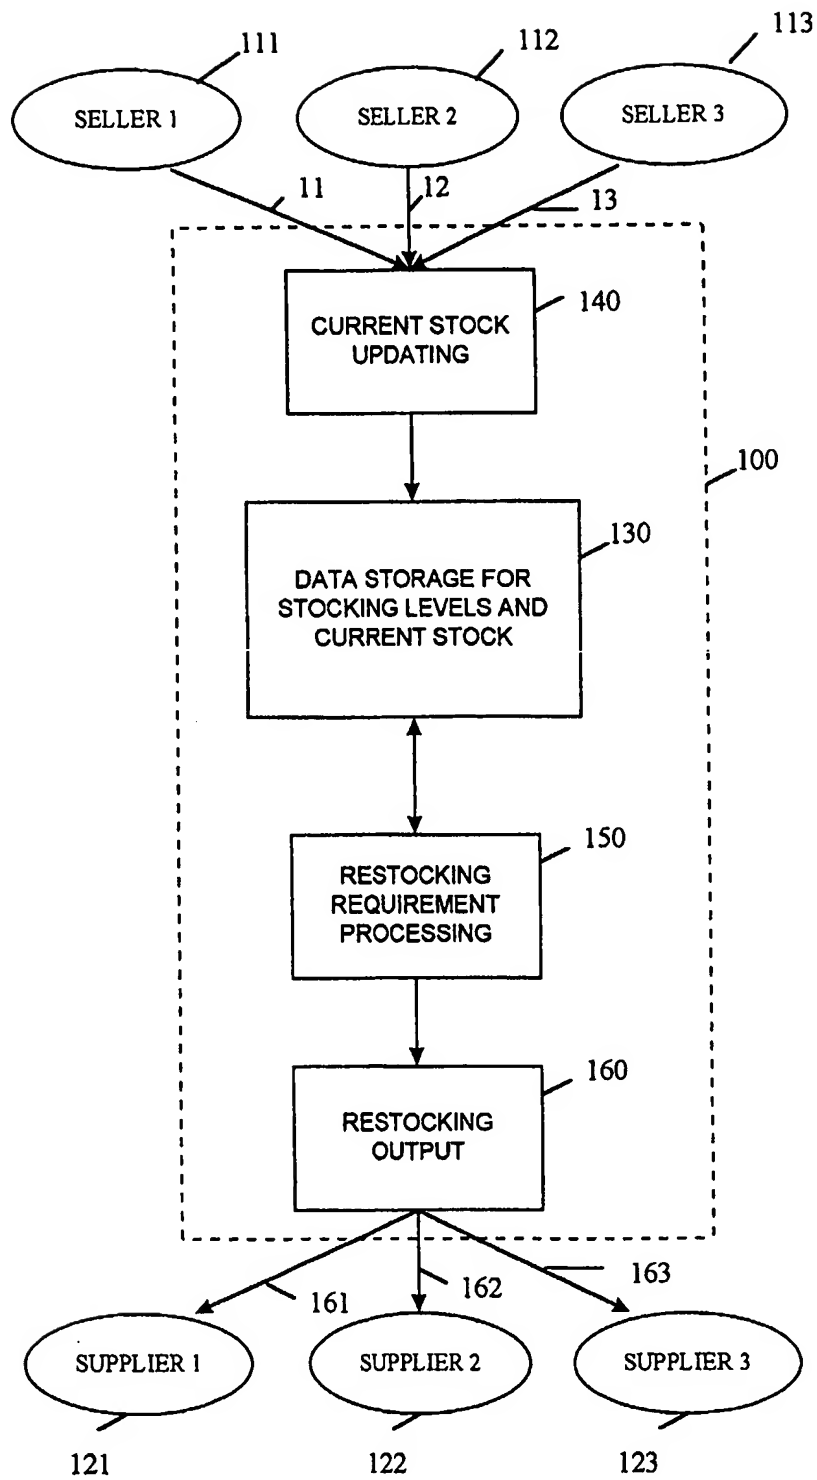 111
112
113
SELLER 1
SELLER 2
SELLER 3
11
12
13
140
CURRENT STOCK
UPDATING
100
130
DATA STORAGE FOR
STOCKING LEVELS AND
CURRENT STOCK
150
RESTOCKING
REQUIREMENT
PROCESSING
160
RESTOCKING
OUTPUT
161
162
163
SUPPLIER 1
SUPPLIER 2
SUPPLIER 3
121
122
123